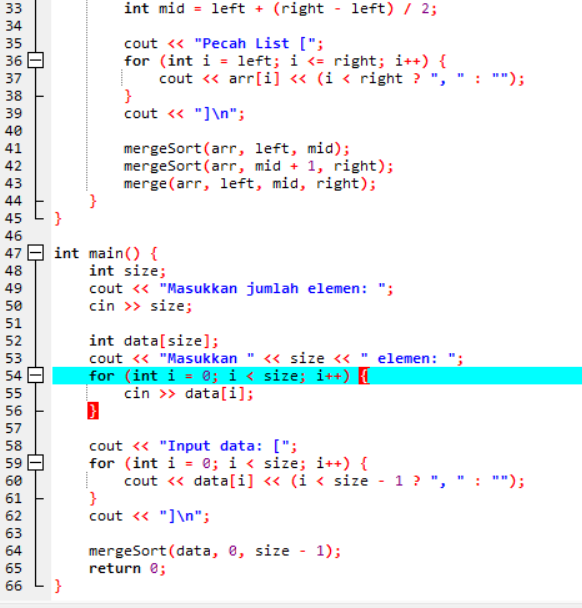 33 int mid = left + (right - left) / 2;
34
35 cout << "Pecah List [";
36 for (int i = left; i <= right; i++) {
37 cout << arr[i] << (i < right ? ", " : "");
38 }
39 cout << "]\n";
40
41 mergeSort(arr, left, mid);
42 mergeSort(arr, mid + 1, right);
43 merge(arr, left, mid, right);
44 }
45 }
46
47 int main() {
48 int size;
49 cout << "Masukkan jumlah elemen: ";
50 cin >> size;
51
52 int data[size];
53 cout << "Masukkan " << size << " elemen: ";
54 for (int i = 0; i < size; i++) {
55 cin >> data[i];
56 }
57
58 cout << "Input data: [";
59 for (int i = 0; i < size; i++) {
60 cout << data[i] << (i < size - 1 ? ", " : "");
61 }
62 cout << "]\n";
63
64 mergeSort(data, 0, size - 1);
65 return 0;
66 }